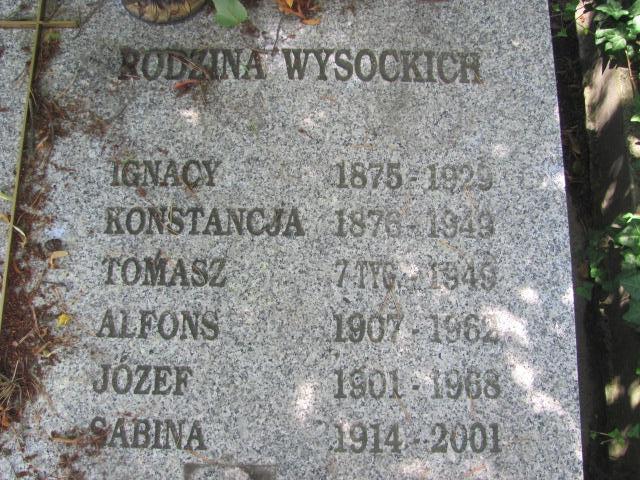 RODZINA WYSOCKICH
IGNACY 1875 - 1929
KONSTANCJA 1876 - 1949
TOMASZ 7 TYG. - 1949
ALFONS 1907 - 1962
JÓZEF 1901 - 1968
SABINA 1914 - 2001